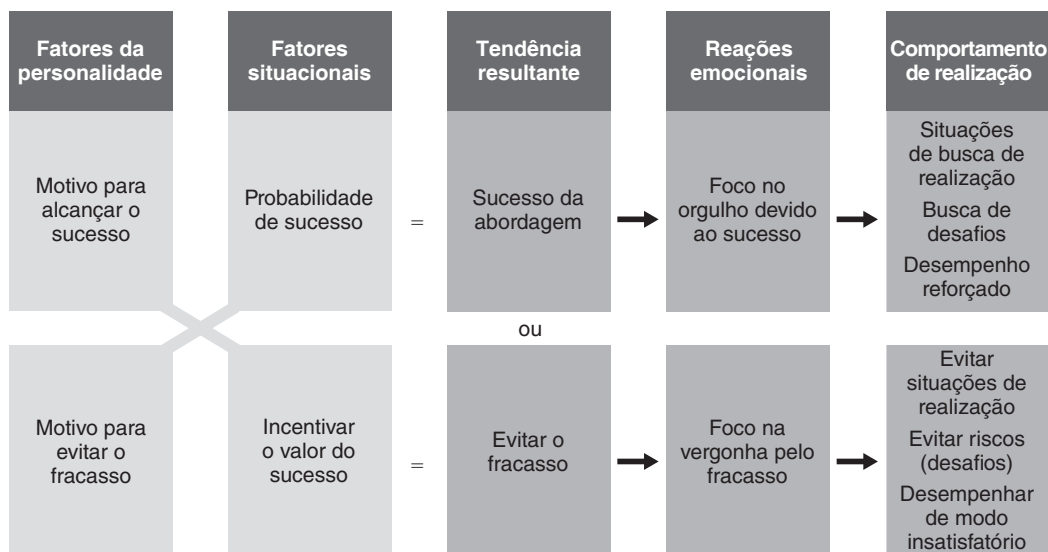 Fatores da
personalidade
Fatores
situacionais
Tendência
resultante
Reações
emocionais
Comportamento
de realização
Motivo para
alcançar o
sucesso
Probabilidade
de sucesso
=
Sucesso da
abordagem
Foco no
orgulho devido
ao sucesso
Situações
de busca de
realização
Busca de
desafios
Desempenho
reforçado
ou
Motivo para
evitar o
fracasso
Incentivar
o valor do
sucesso
=
Evitar o
fracasso
Foco na
vergonha pelo
fracasso
Evitar
situações de
realização
Evitar riscos
(desafios)
Desempenhar
de modo
insatisfatório